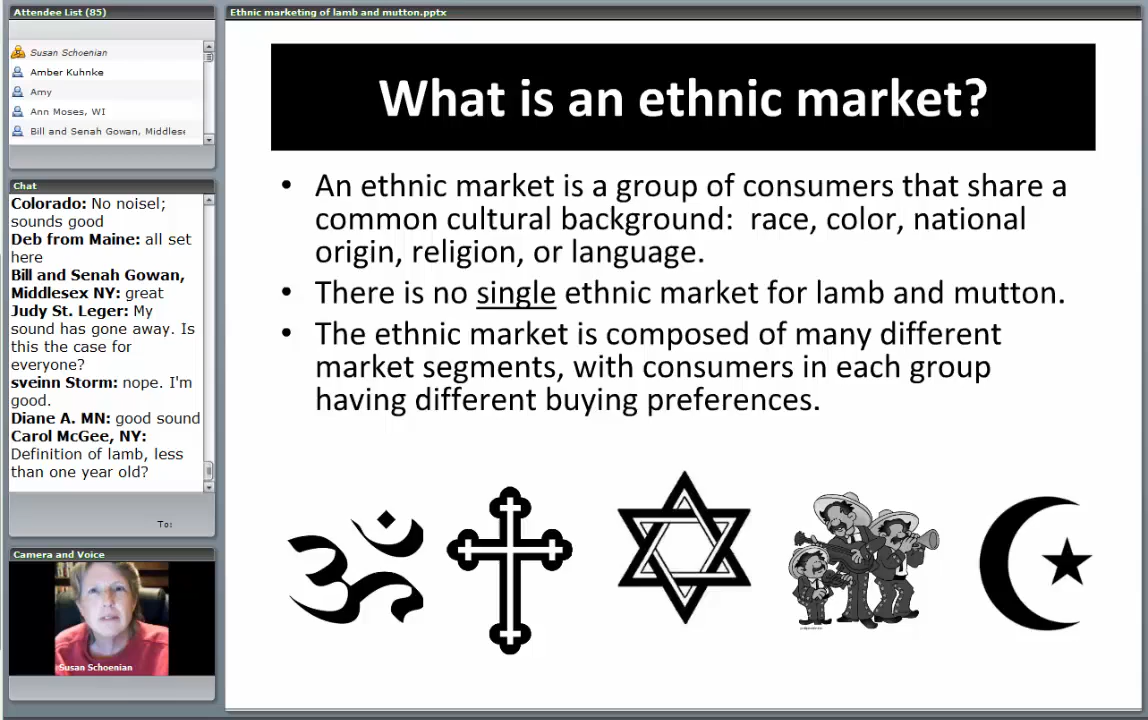 Attendee List (85)
Susan Schoenian
Amber Kuhnke
Amy
Ann Moses, WI
Bill and Senah Gowan, Middlese
Chat
Colorado: No noisel;
sounds good
Deb from Maine: all set
here
Bill and Senah Gowan,
Middlesex NY: great
Judy St. Leger: My
sound has gone away. Is
this the case for
everyone?
sveinn Storm: nope. I'm
good.
Diane A. MN: good sound
Carol McGee, NY:
Definition of lamb, less
than one year old?
To:
Camera and Voice
Susan Schoenian
Ethnic marketing of lamb and mutton.pptx
What is an ethnic market?
• An ethnic market is a group of consumers that share a
common cultural background:  race, color, national
origin, religion, or language.
• There is no single ethnic market for lamb and mutton.
• The ethnic market is composed of many different
market segments, with consumers in each group
having different buying preferences.